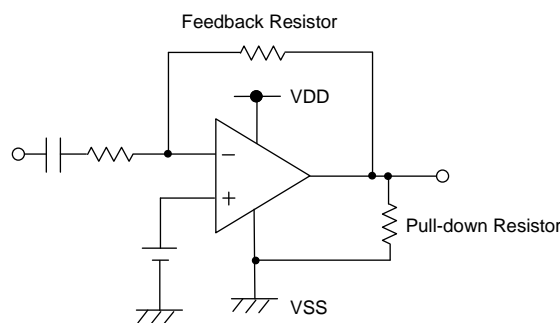 Feedback Resistor
VDD
−
+
Pull-down Resistor
VSS